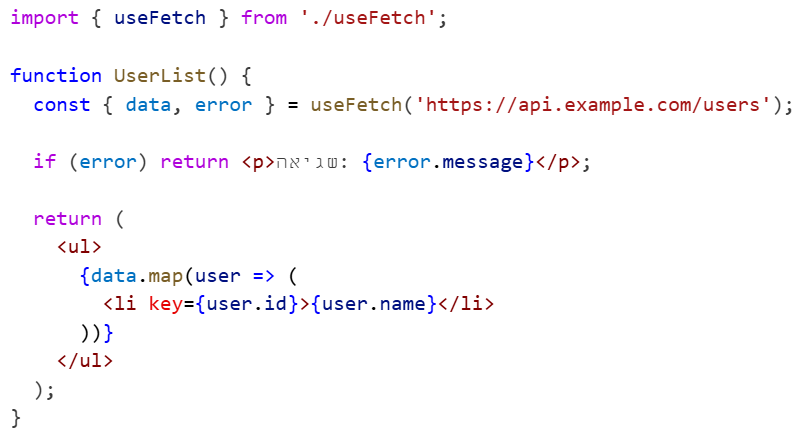 import { useFetch } from './useFetch';

function UserList() {
  const { data, error } = useFetch('https://api.example.com/users');

  if (error) return <p>שגיאה: {error.message}</p>;

  return (
    <ul>
      {data.map(user => (
        <li key={user.id}>{user.name}</li>
      ))}
    </ul>
  );
}